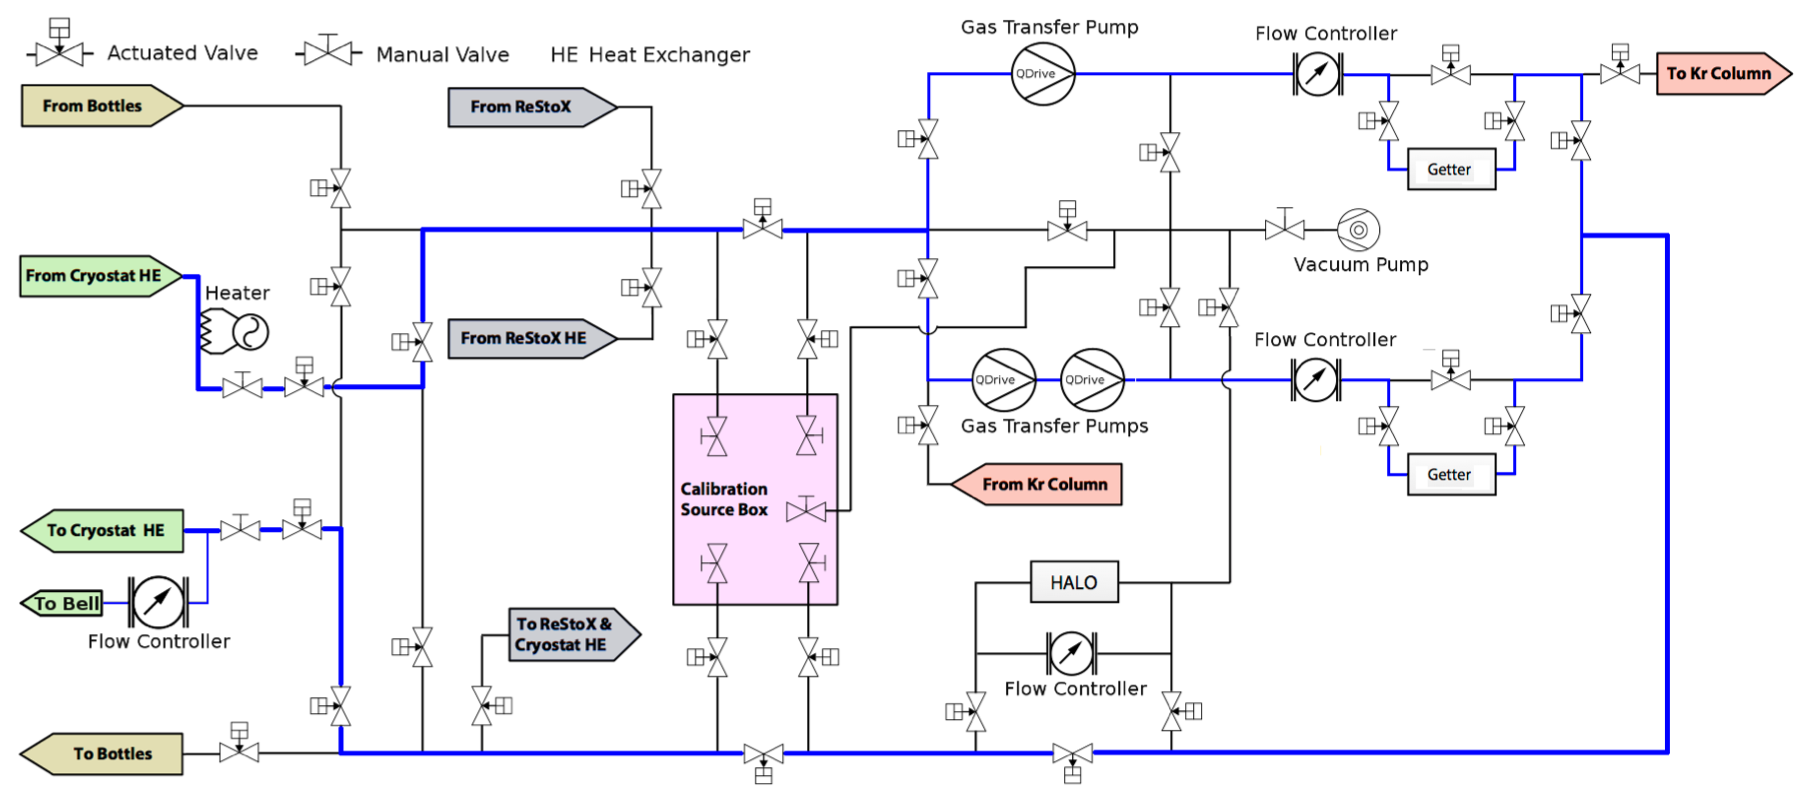 Gas Transfer Pump
Flow Controller
Actuated Valve
Manual Valve
HE Heat Exchanger
QDrive
To Kr Column
From Bottles
From ReStoX
Getter
From Cryostat HE
Heater
Vacuum Pump
From ReStoX HE
Flow Controller
QDrive
QDrive
Gas Transfer Pumps
Getter
Calibration
Source Box
From Kr Column
To Cryostat HE
HALO
To Bell
Flow Controller
To ReStoX &
Cryostat HE
Flow Controller
To Bottles